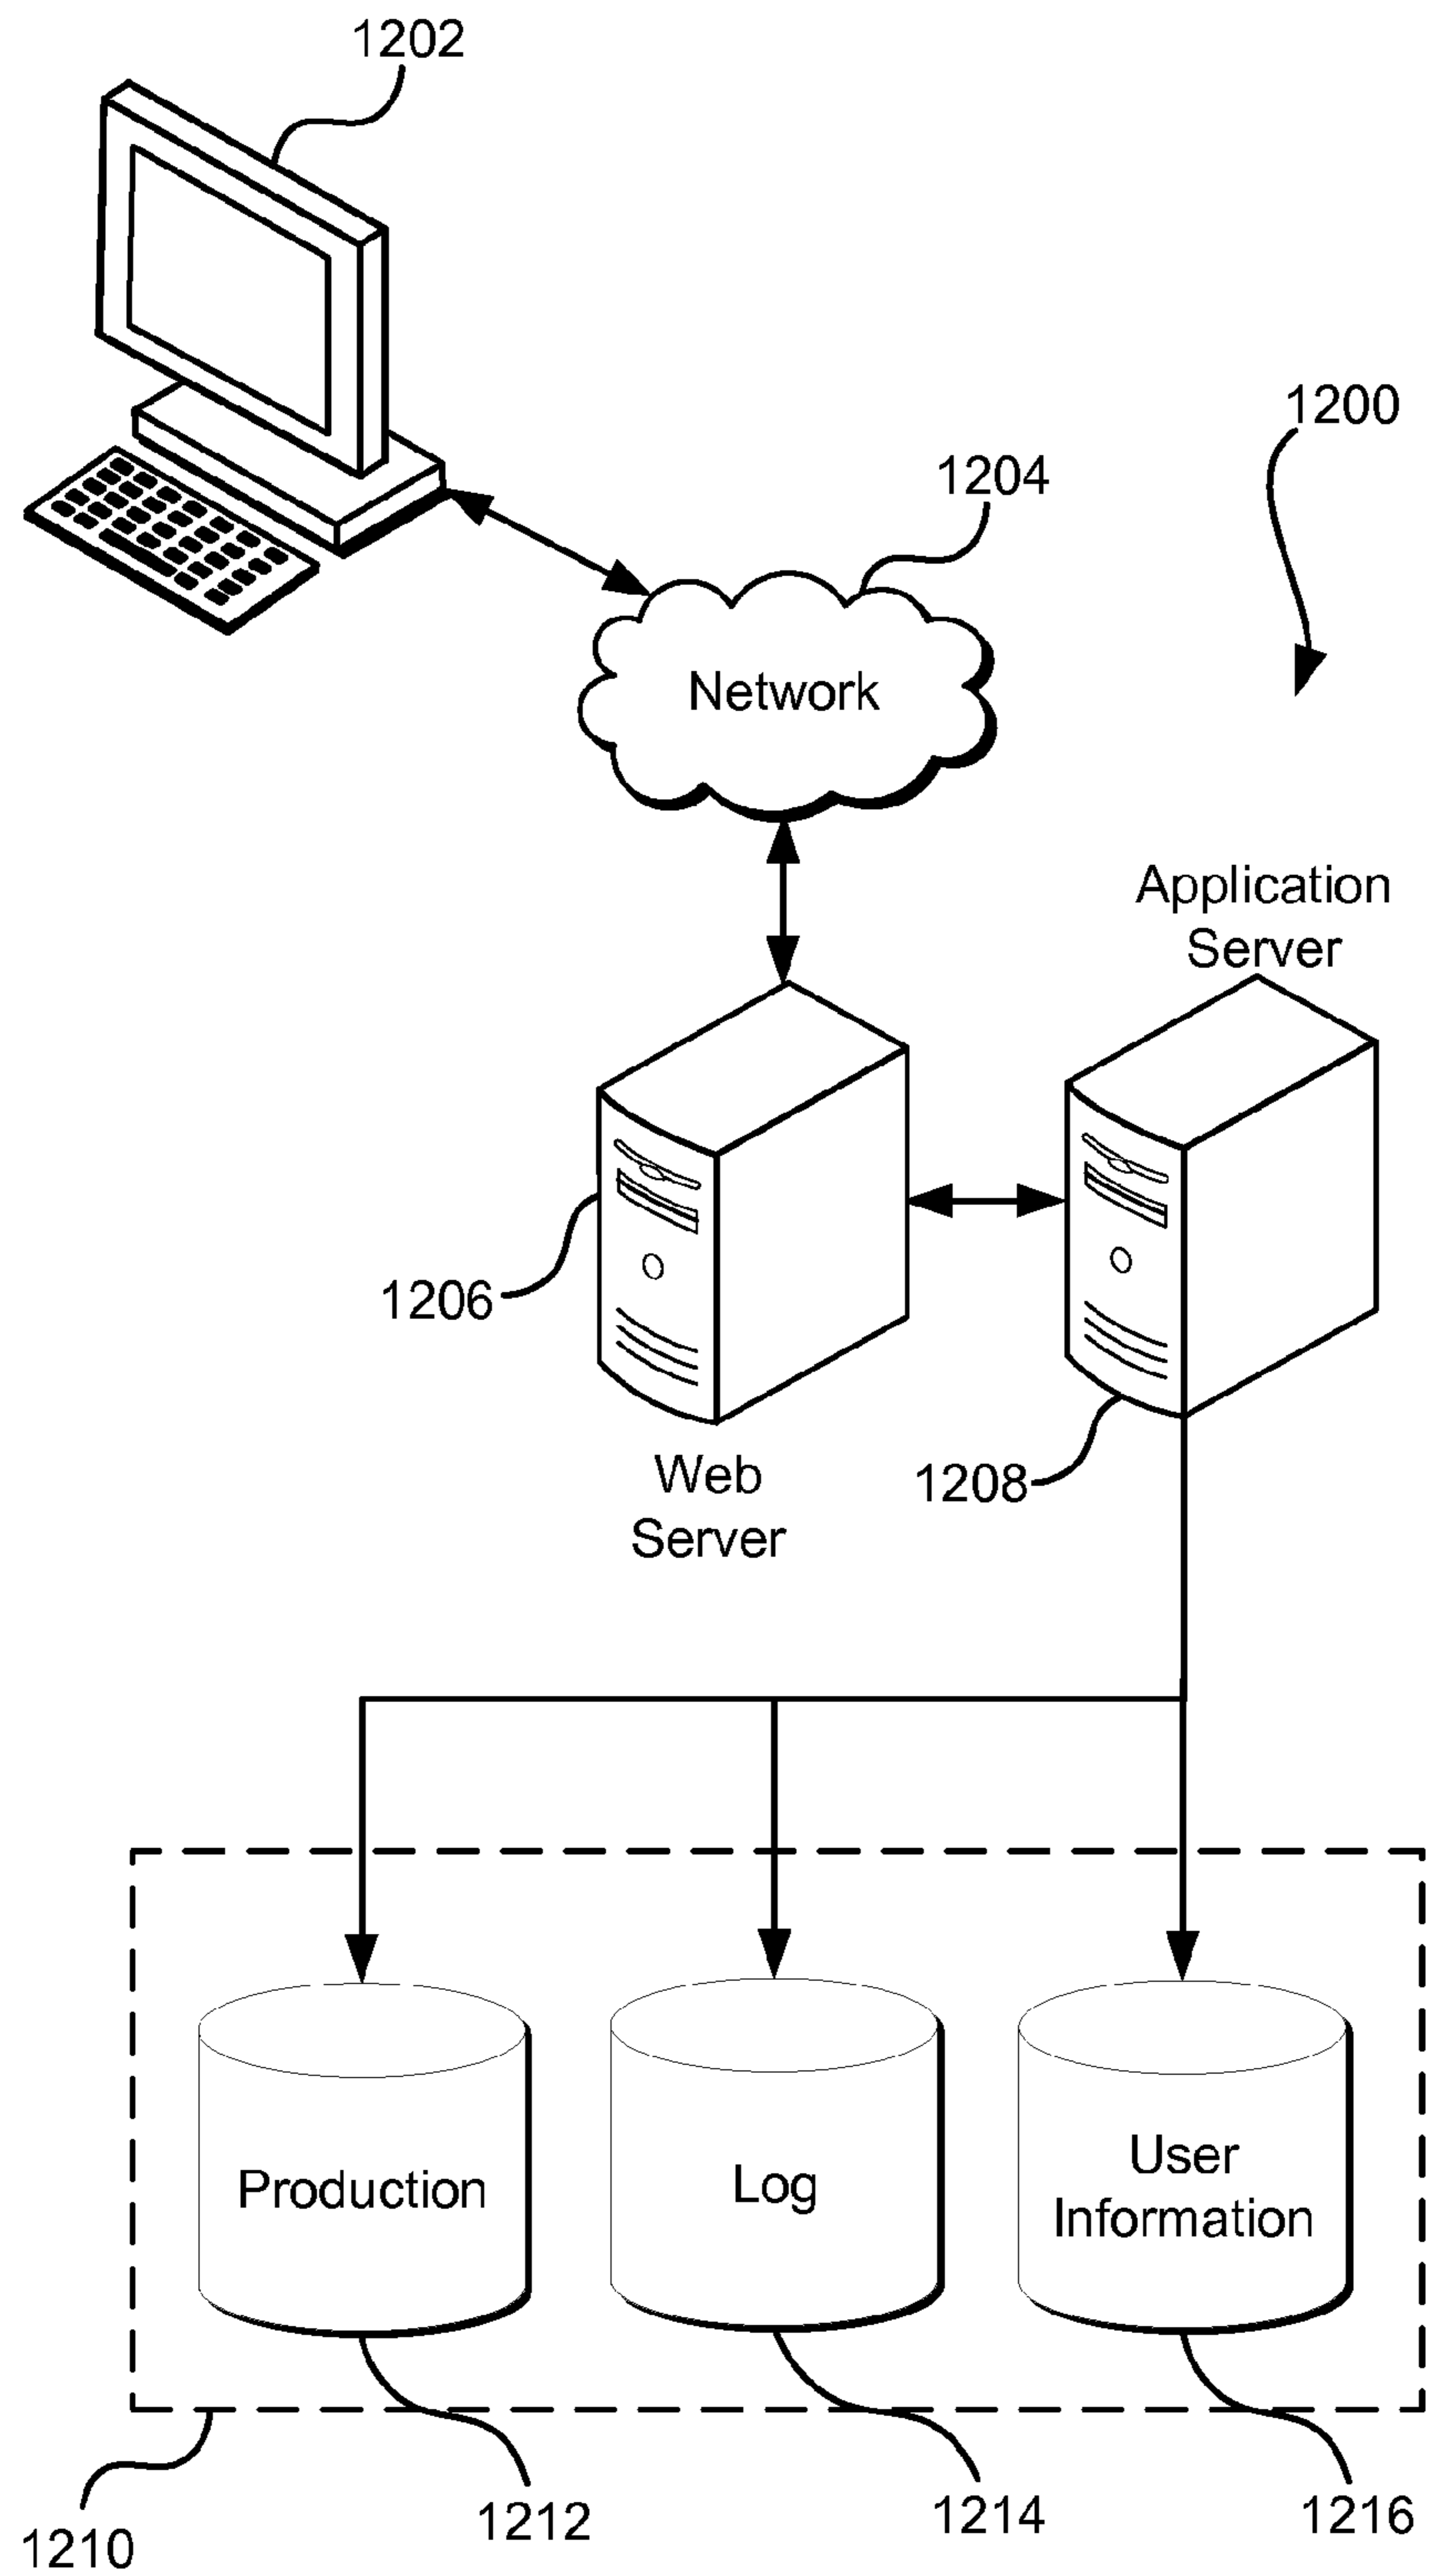 1202
1200
1204
Network
Application
Server
1206
Web
Server
1208
Production
Log
User
Information
1210
1212
1214
1216